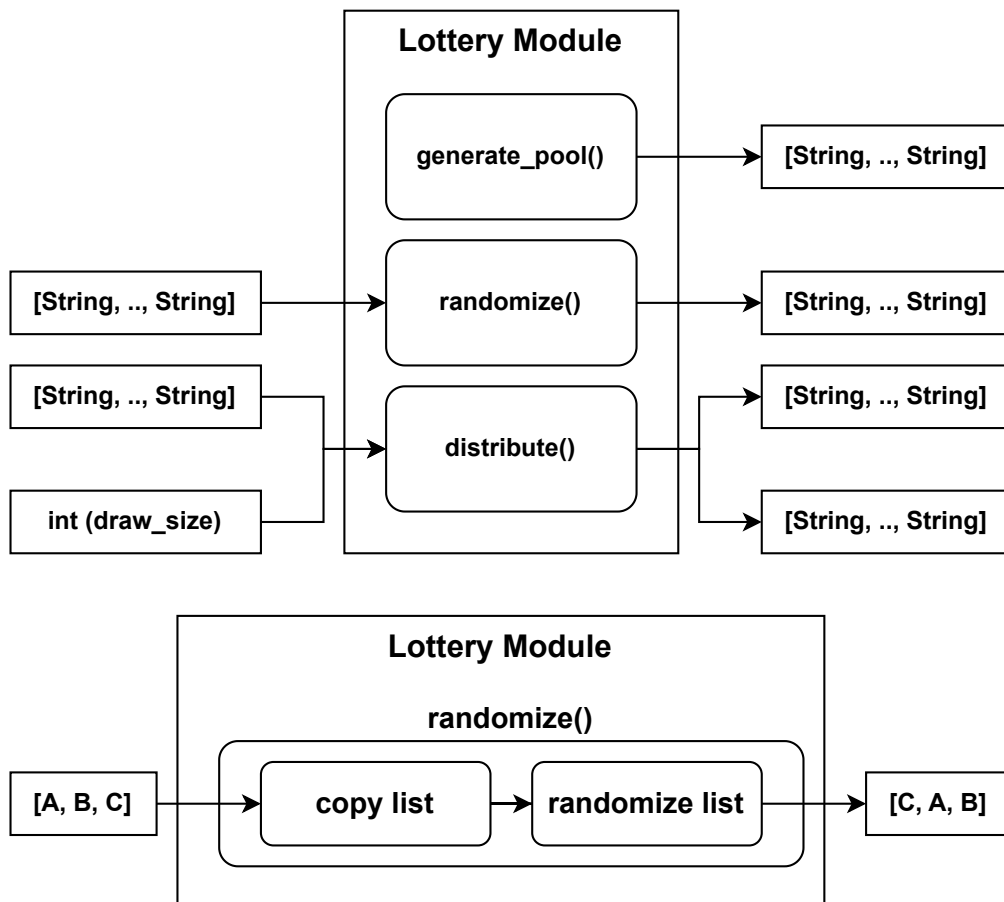 Lottery Module
generate_pool()
[String, .., String]
[String, .., String]
randomize()
[String, .., String]
[String, .., String]
distribute()
[String, .., String]
int (draw_size)
[String, .., String]
Lottery Module
randomize()
[A, B, C]
copy list
randomize list
[C, A, B]